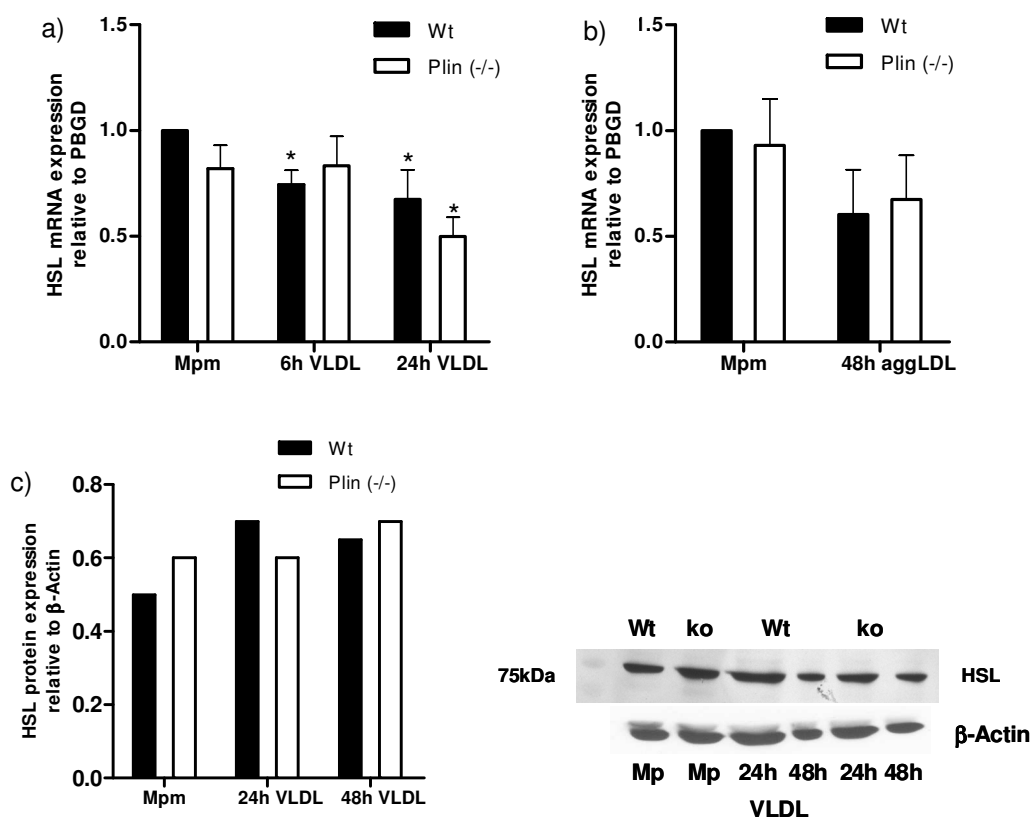 a)
Wt
Plin (-/-)
HSL mRNA expression
relative to PBGD
1.5
1.0
0.5
0.0
*
*
*
Mpm 6h VLDL 24h VLDL
b)
Wt
Plin (-/-)
HSL mRNA expression
relative to PBGD
1.5
1.0
0.5
0.0
Mpm 48h aggLDL
c)
Wt
Plin (-/-)
HSL protein expression
relative to β-Actin
0.8
0.6
0.4
0.2
0.0
Mpm 24h VLDL 48h VLDL
Wt ko Wt ko
75kDa HSL
β-Actin
Mp Mp 24h 48h 24h 48h
VLDL